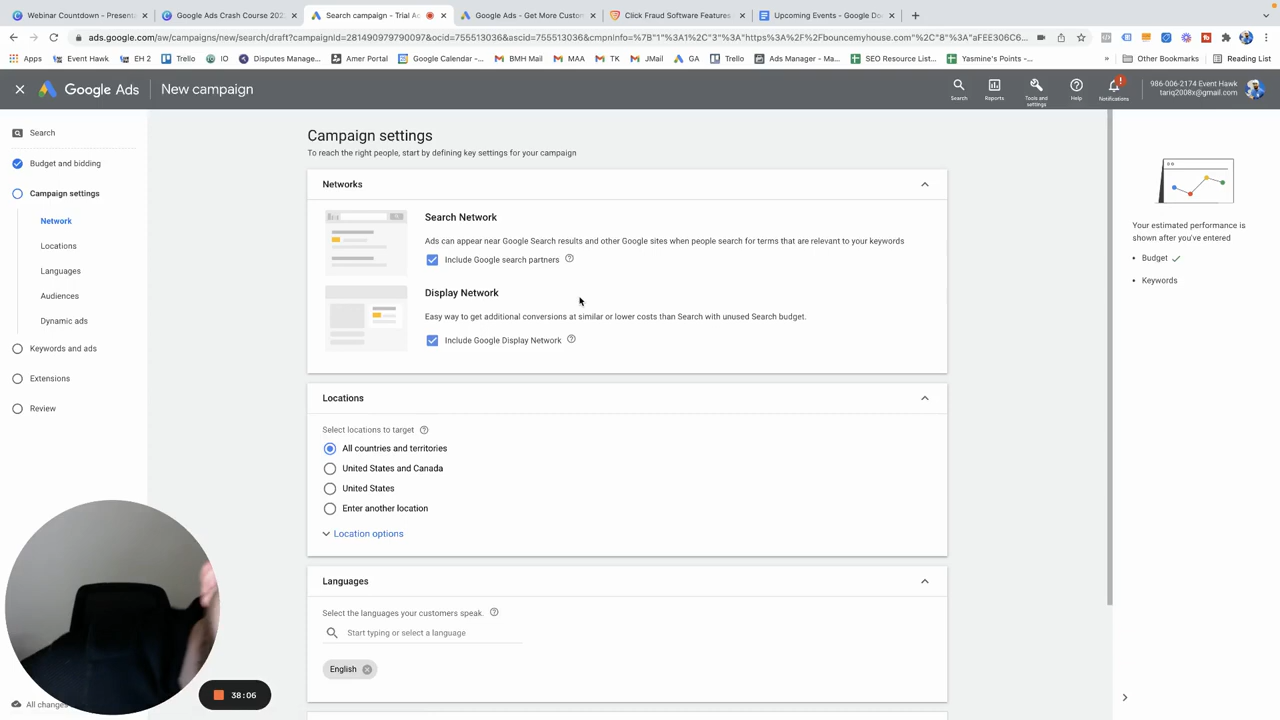 Webinar Countdown - Present
Google Ads Crash Course 202
Search campaign - Trial As
Google Ads - Get More Custom
Click Fraud Software Features
Upcoming Events - Google Do
ads.google.com/aw/campaigns/new/search/draft?campaignId=281490979790097&ocid=755513036&ascid=755513036&cmpnInfo=%7B"1%3A1%2C"3"%3A"https%3A%2F%2Fbouncemyhouse.com"%2C"8"%3A"aFEE306C6...
Apps
Event Hawk
EH 2
Trello
IO
Disputes Manage...
Amer Portal
Google Calendar -...
BMH Mail
MAA
TK
JMail
GA
Trello
Ads Manager - Ma...
SEO Resource List...
Yasmine's Points -...
»
Other Bookmarks
Reading List
Google Ads
New campaign
Search
Reports
Tools and
settings
Help
Notifications
986-006-2174 Event Hawk
tariq2008x@gmail.com
Search
Budget and bidding
Campaign settings
Network
Locations
Languages
Audiences
Dynamic ads
Keywords and ads
Extensions
Review
All changes
Campaign settings
To reach the right people, start by defining key settings for your campaign
Networks
Search Network
Ads can appear near Google Search results and other Google sites when people search for terms that are relevant to your keywords
Include Google search partners
Display Network
Easy way to get additional conversions at similar or lower costs than Search with unused Search budget.
Include Google Display Network
Locations
Select locations to target
All countries and territories
United States and Canada
United States
Enter another location
Location options
Languages
Select the languages your customers speak.
Start typing or select a language
English
Your estimated performance is
shown after you've entered
• Budget
• Keywords
38:06